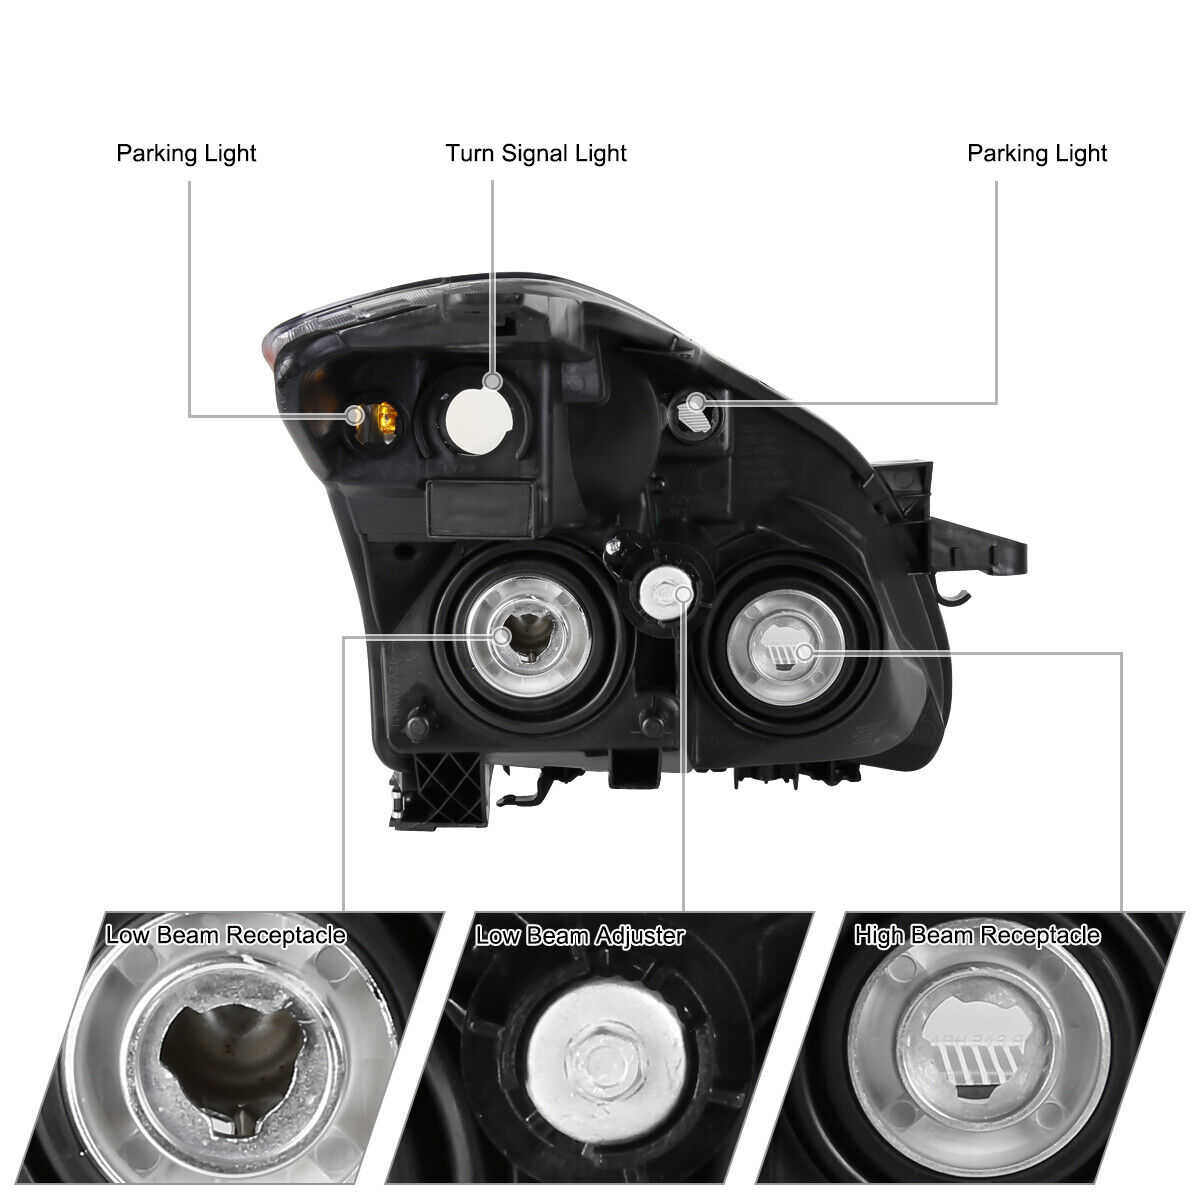 Parking Light
Turn Signal Light
Parking Light
Low Beam Receptacle
Low Beam Adjuster
High Beam Receptacle